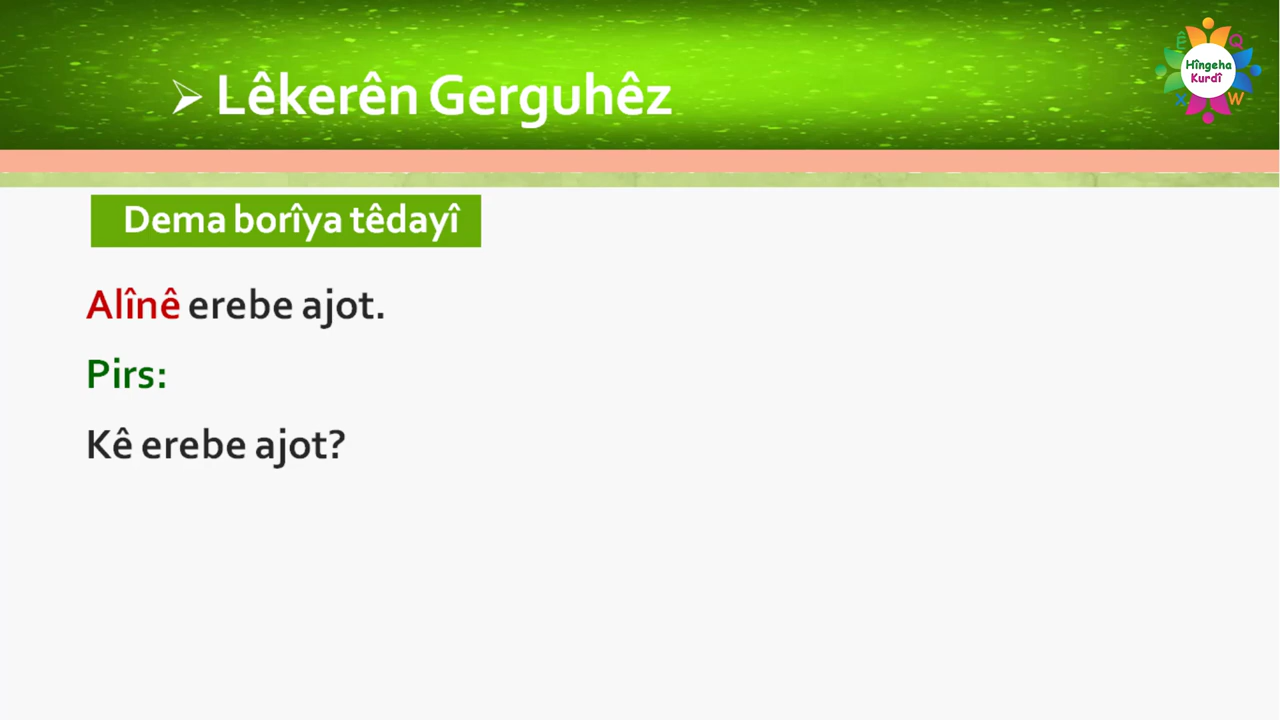 Lêkerên Gerguhêz
Ê Q
Hîngeha
Kurdî
X W
Dema borîya têdayî
Alînê erebe ajot.
Pirs:
Kê erebe ajot?